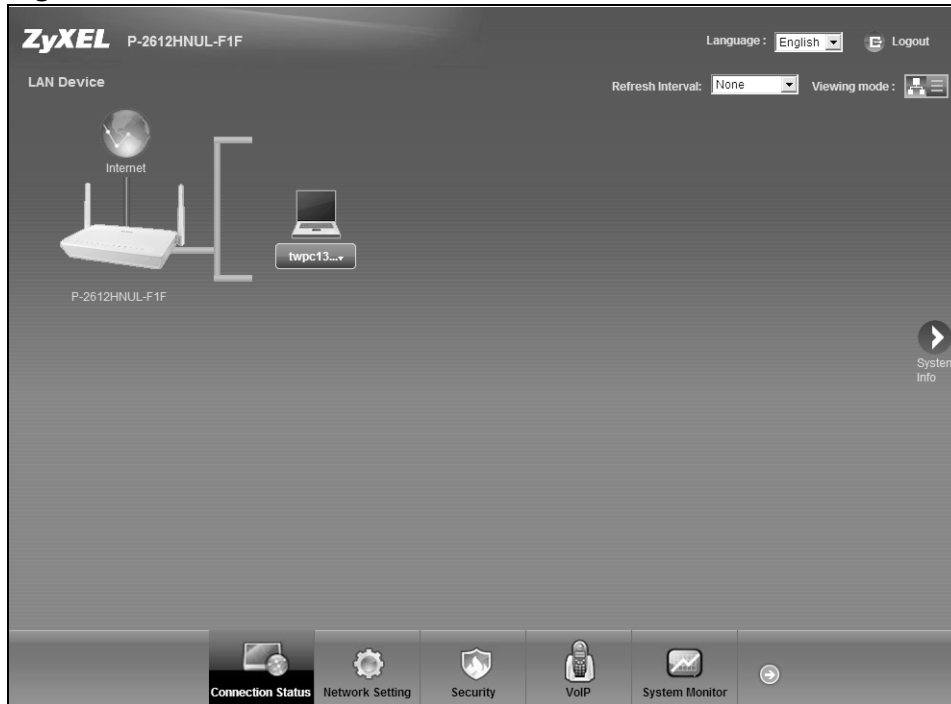 ZyXEL P-2612HNUL-F1F
Language : English Logout
LAN Device
Refresh Interval: None Viewing mode :
Internet
twpc13...
P-2612HNUL-F1F
System
Info
Connection Status Network Setting Security VoIP System Monitor